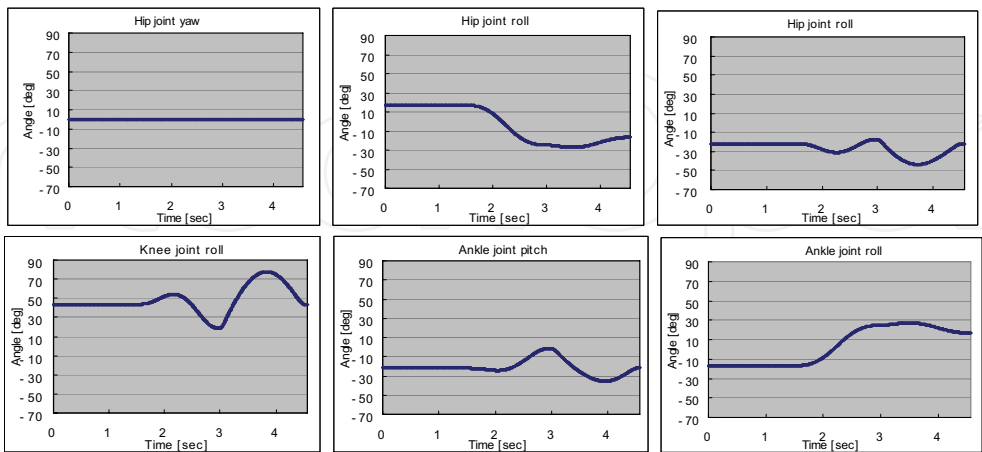 Hip joint yaw
Angle [deg]
90
70
50
30
10
- 10
- 30
- 50
- 70
0 1 2 3 4
Time [sec]
Hip joint roll
Angle [deg]
90
70
50
30
10
- 10
- 30
- 50
- 70
0 1 2 3 4
Time [sec]
Hip joint roll
Angle [deg]
90
70
50
30
10
- 10
- 30
- 50
- 70
0 1 2 3 4
Time [sec]
Knee joint roll
Angle [deg]
90
70
50
30
10
- 10
- 30
- 50
- 70
0 1 2 3 4
Time [sec]
Ankle joint pitch
Angle [deg]
90
70
50
30
10
- 10
- 30
- 50
- 70
0 1 2 3 4
Time [sec]
Ankle joint roll
Angle [deg]
90
70
50
30
10
- 10
- 30
- 50
- 70
0 1 2 3 4
Time [sec]